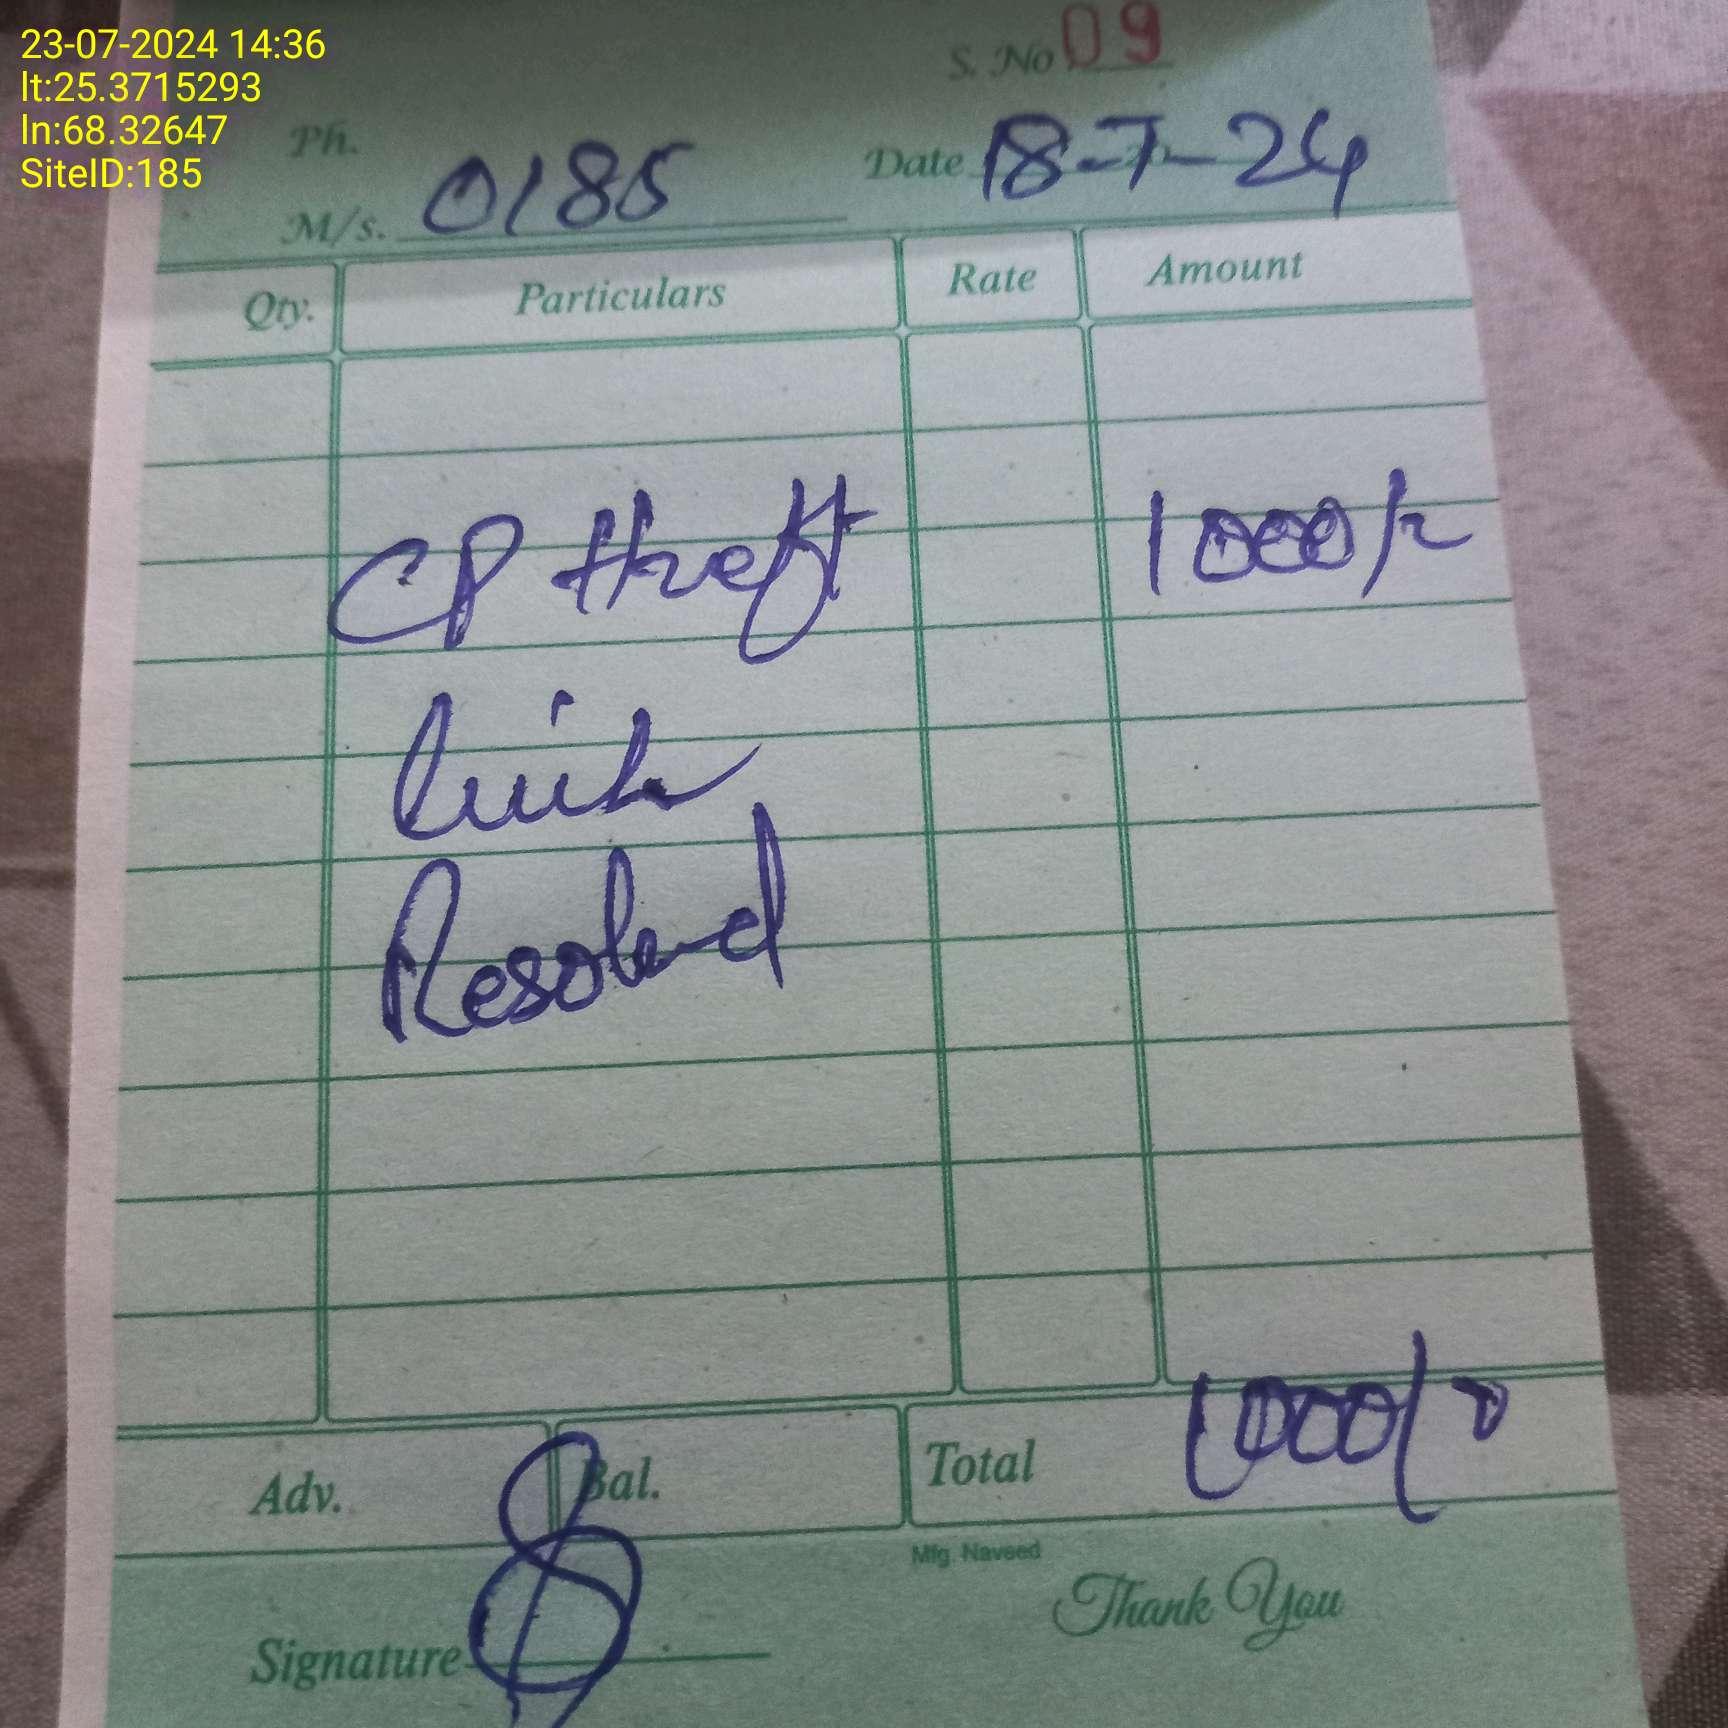 23-07-2024 14:36
lt:25.3715293
ln:68.32647
SiteID:185
S. No 09
Ph.
M/s. 0185 Date 18-7-24
Qty. Particulars Rate Amount
CP theft 1000/-
Resolved
Adv. Bal. Total 1000/-
Mfg. Naveed
Thank You
Signature